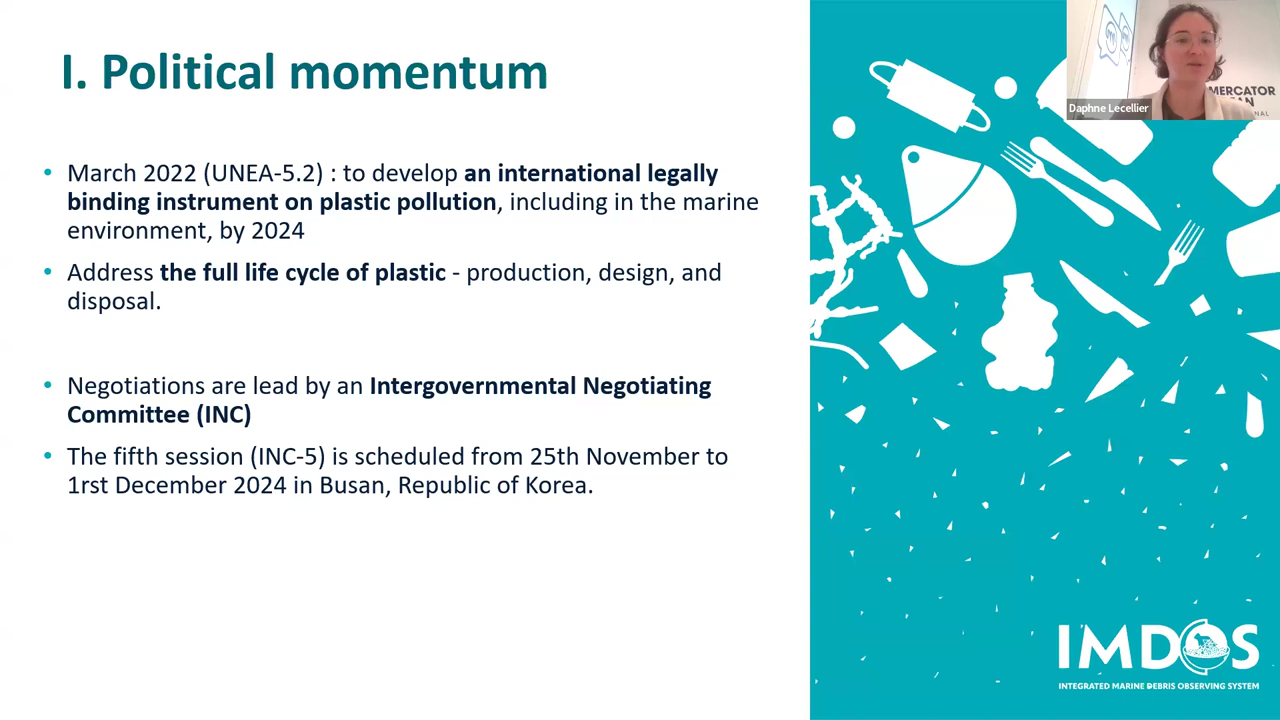 I. Political momentum
• March 2022 (UNEA-5.2) : to develop an international legally
binding instrument on plastic pollution, including in the marine
environment, by 2024
• Address the full life cycle of plastic - production, design, and
disposal.
• Negotiations are lead by an Intergovernmental Negotiating
Committee (INC)
• The fifth session (INC-5) is scheduled from 25th November to
1rst December 2024 in Busan, Republic of Korea.
MERCATOR
Daphne Lecellier
IMDOS
INTEGRATED MARINE DEBRIS OBSERVING SYSTEM